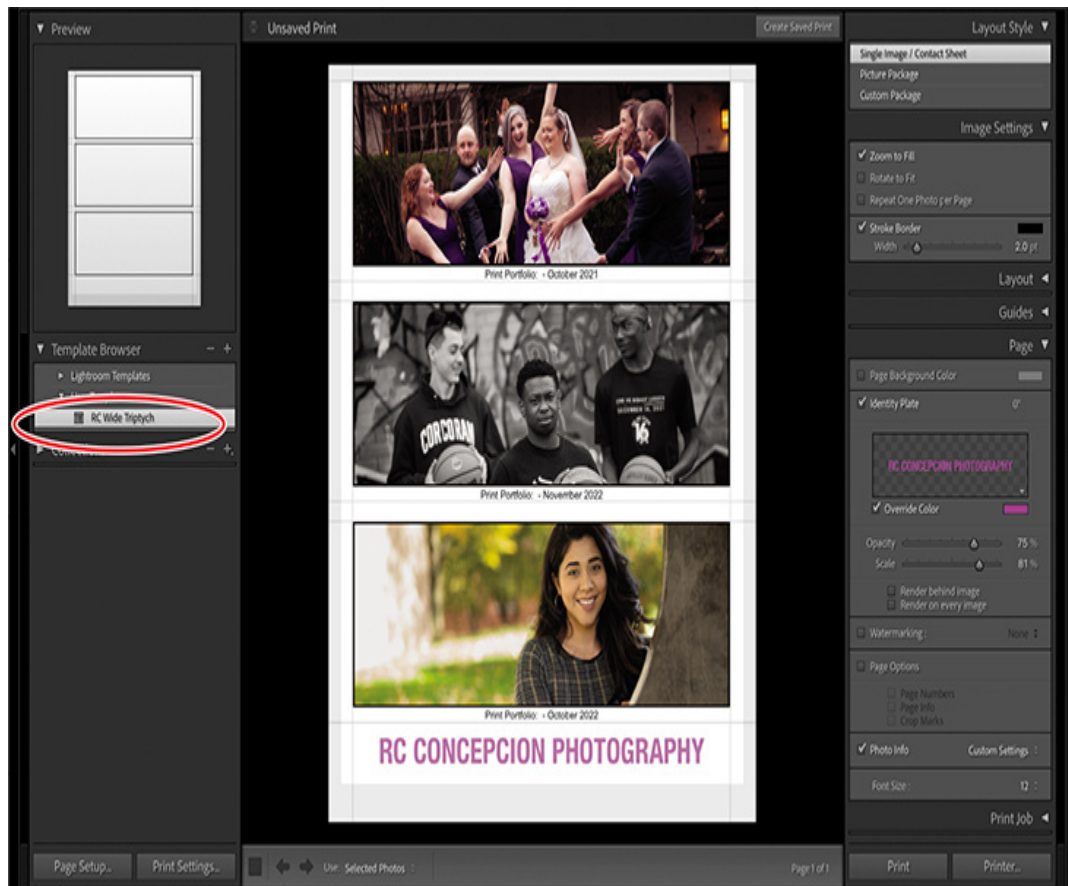 Preview
Template Browser
Lightroom Templates
RC Wide Triptych
Page Setup...
Print Settings...
Unsaved Print
Create Saved Print
Print Portfolio: - October 2021
CORCORAN
DECEMBER 16, 2021
Print Portfolio: - November 2022
Print Portfolio: - October 2022
RC CONCEPCION PHOTOGRAPHY
Use: Selected Photos
Page 1 of 1
Layout Style
Single Image / Contact Sheet
Picture Package
Custom Package
Image Settings
Zoom to Fill
Rotate to Fit
Repeat One Photo per Page
Stroke Border
Width 2.0 pt
Layout
Guides
Page
Page Background Color
Identity Plate 0°
RC CONCEPCION PHOTOGRAPHY
Override Color
Opacity 75 %
Scale 81 %
Render behind image
Render on every image
Watermarking: None
Page Options
Page Numbers
Page Info
Crop Marks
Photo Info Custom Settings
Font Size: 12
Print Job
Print
Printer...